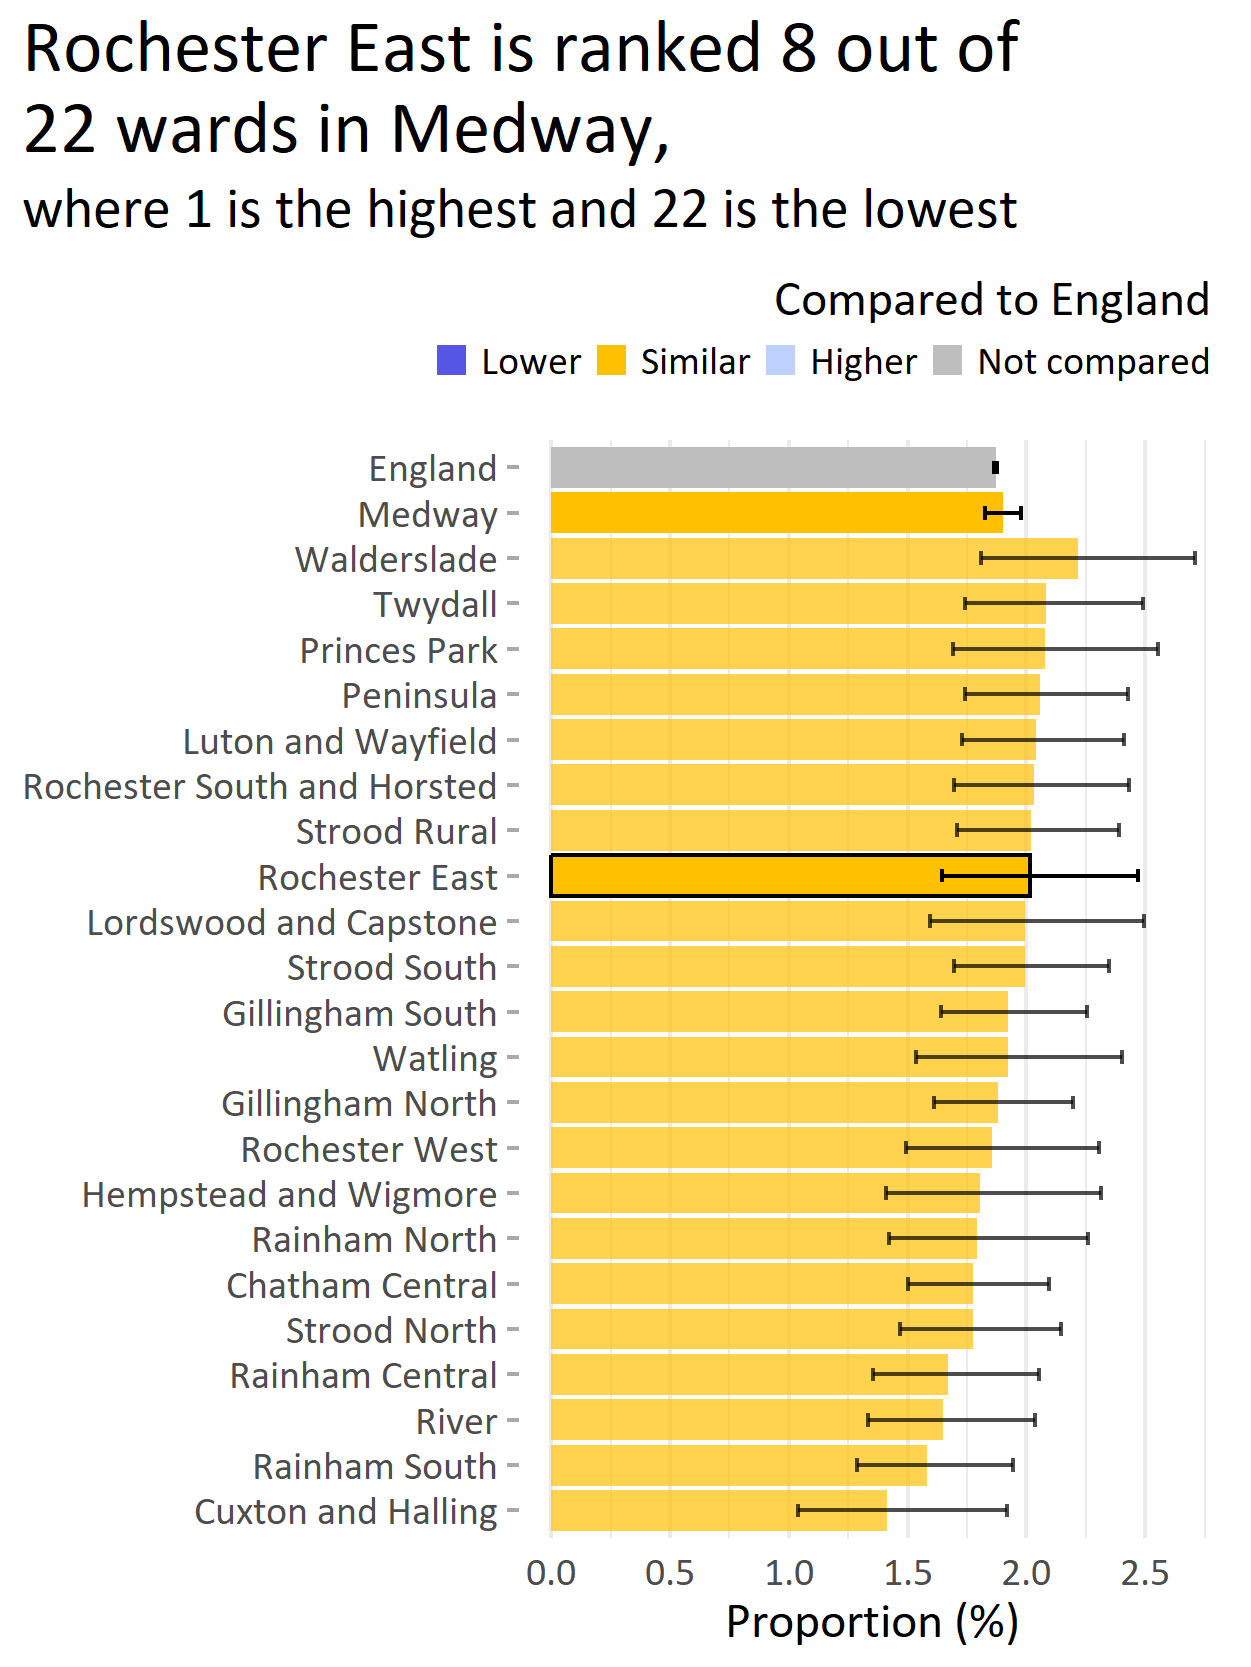 Rochester East is ranked 8 out of
22 wards in Medway,
where 1 is the highest and 22 is the lowest
Compared to England
Lower Similar Higher Not compared
England
Medway
Walderslade
Twydall
Princes Park
Peninsula
Luton and Wayfield
Rochester South and Horsted
Strood Rural
Rochester East
Lordswood and Capstone
Strood South
Gillingham South
Watling
Gillingham North
Rochester West
Hempstead and Wigmore
Rainham North
Chatham Central
Strood North
Rainham Central
River
Rainham South
Cuxton and Halling
0.0 0.5 1.0 1.5 2.0 2.5
Proportion (%)